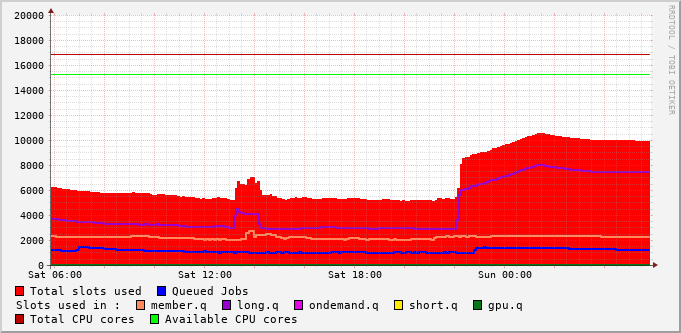 20000
18000
16000
14000
12000
10000
8000
6000
4000
2000
0
Sat 06:00 Sat 12:00 Sat 18:00 Sun 00:00
RRDTOOL / TOBI OETIKER
Total slots used Queued Jobs
Slots used in : member.q long.q ondemand.q short.q gpu.q
Total CPU cores Available CPU cores